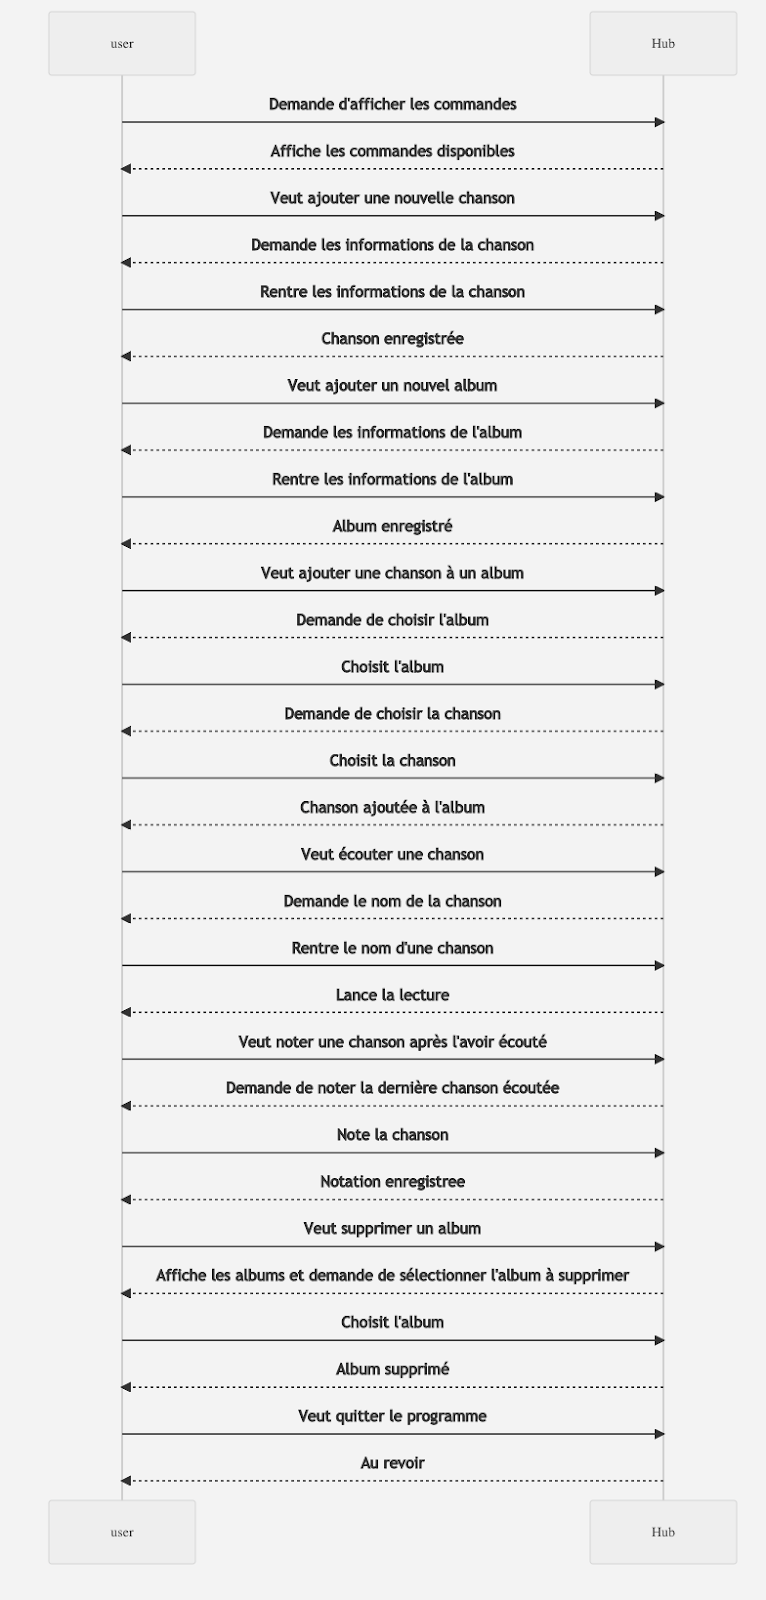 user Hub
Demande d'afficher les commandes
Affiche les commandes disponibles
Veut ajouter une nouvelle chanson
Demande les informations de la chanson
Rentre les informations de la chanson
Chanson enregistrée
Veut ajouter un nouvel album
Demande les informations de l'album
Rentre les informations de l'album
Album enregistré
Veut ajouter une chanson à un album
Demande de choisir l'album
Choisit l'album
Demande de choisir la chanson
Choisit la chanson
Chanson ajoutée à l'album
Veut écouter une chanson
Demande le nom de la chanson
Rentre le nom d'une chanson
Lance la lecture
Veut noter une chanson après l'avoir écouté
Demande de noter la dernière chanson écoutée
Note la chanson
Notation enregistree
Veut supprimer un album
Affiche les albums et demande de sélectionner l'album à supprimer
Choisit l'album
Album supprimé
Veut quitter le programme
Au revoir
user Hub